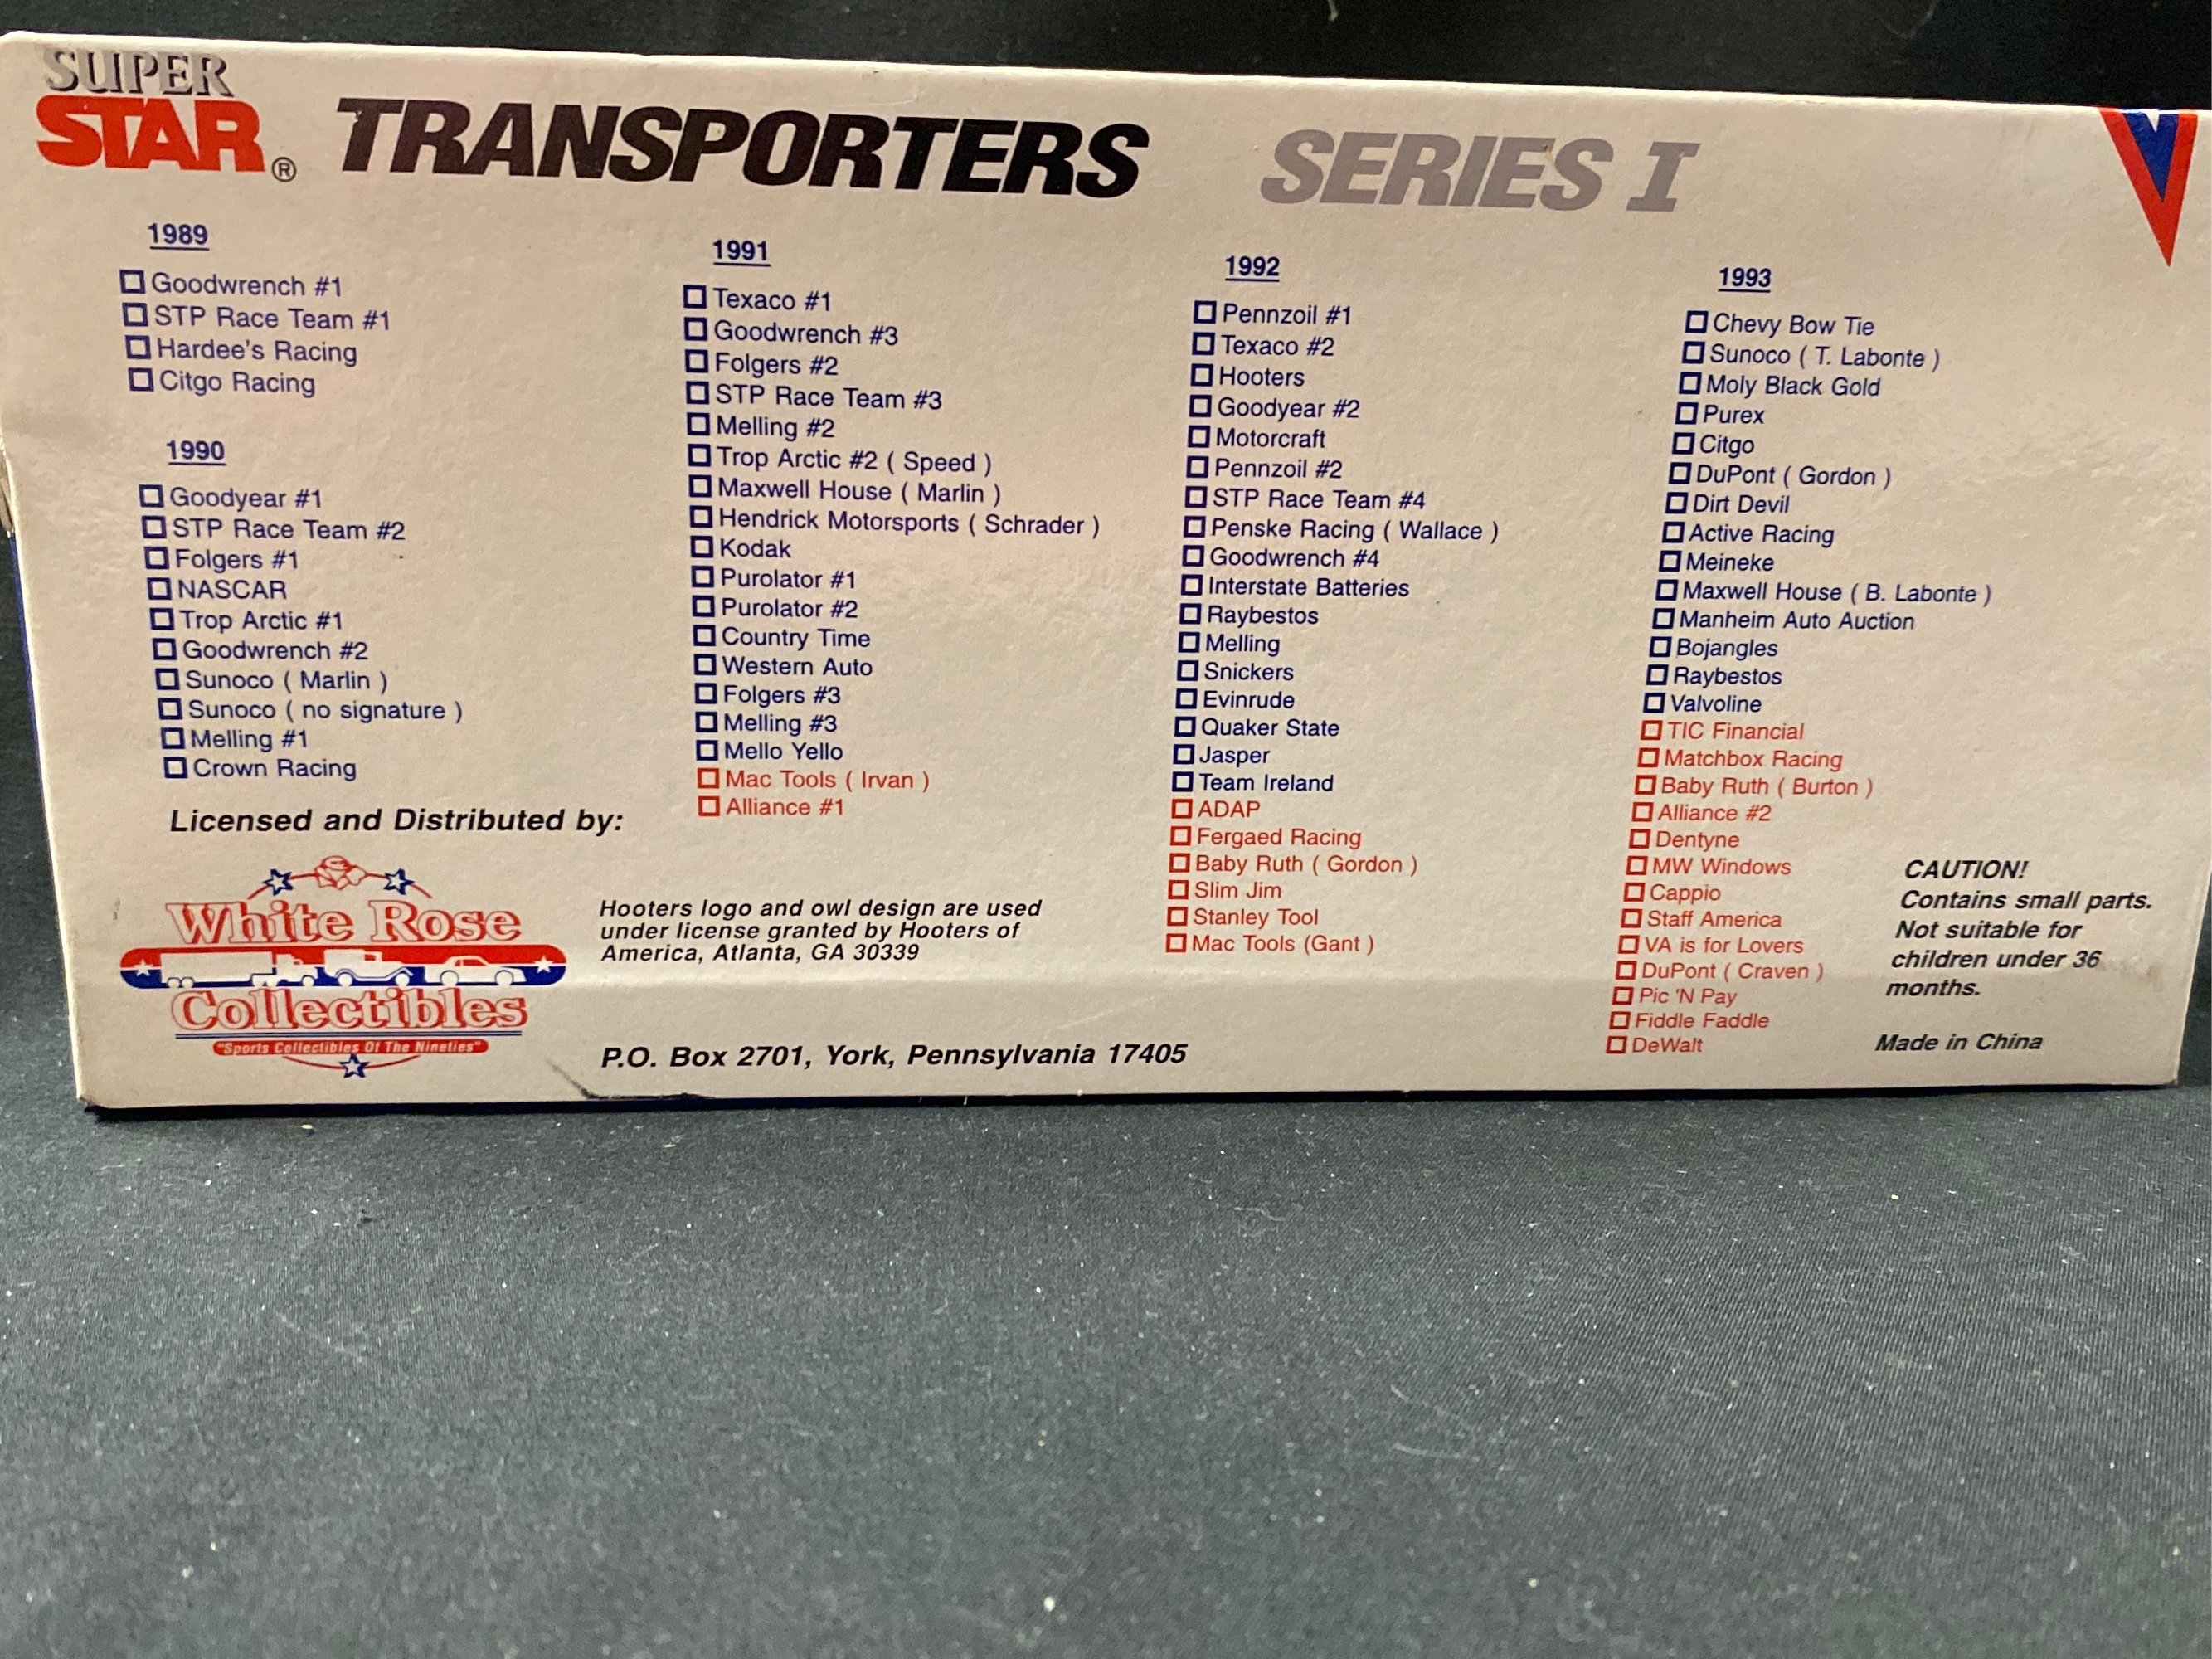 SUPER
STAR® TRANSPORTERS SERIES I
1989
Goodwrench #1
STP Race Team #1
Hardee's Racing
Citgo Racing
1990
Goodyear #1
STP Race Team #2
Folgers #1
NASCAR
Trop Arctic #1
Goodwrench #2
Sunoco ( Marlin )
Sunoco ( no signature )
Melling #1
Crown Racing
1991
Texaco #1
Goodwrench #3
Folgers #2
STP Race Team #3
Melling #2
Trop Arctic #2 ( Speed )
Maxwell House ( Marlin )
Hendrick Motorsports ( Schrader )
Kodak
Purolator #1
Purolator #2
Country Time
Western Auto
Folgers #3
Melling #3
Mello Yello
Mac Tools ( Irvan )
Alliance #1
1992
Pennzoil #1
Texaco #2
Hooters
Goodyear #2
Motorcraft
Pennzoil #2
STP Race Team #4
Penske Racing ( Wallace )
Goodwrench #4
Interstate Batteries
Raybestos
Melling
Snickers
Evinrude
Quaker State
Jasper
Team Ireland
ADAP
Fergaed Racing
Baby Ruth ( Gordon )
Slim Jim
Stanley Tool
Mac Tools (Gant )
1993
Chevy Bow Tie
Sunoco ( T. Labonte )
Moly Black Gold
Purex
Citgo
DuPont ( Gordon )
Dirt Devil
Active Racing
Meineke
Maxwell House ( B. Labonte )
Manheim Auto Auction
Bojangles
Raybestos
Valvoline
TIC Financial
Matchbox Racing
Baby Ruth ( Burton )
Alliance #2
Dentyne
MW Windows
Cappio
Staff America
VA is for Lovers
DuPont ( Craven )
Pic 'N Pay
Fiddle Faddle
DeWalt
Licensed and Distributed by:
White Rose
Collectibles
"Sports Collectibles Of The Nineties"
Hooters logo and owl design are used
under license granted by Hooters of
America, Atlanta, GA 30339
P.O. Box 2701, York, Pennsylvania 17405
CAUTION!
Contains small parts.
Not suitable for
children under 36
months.
Made in China